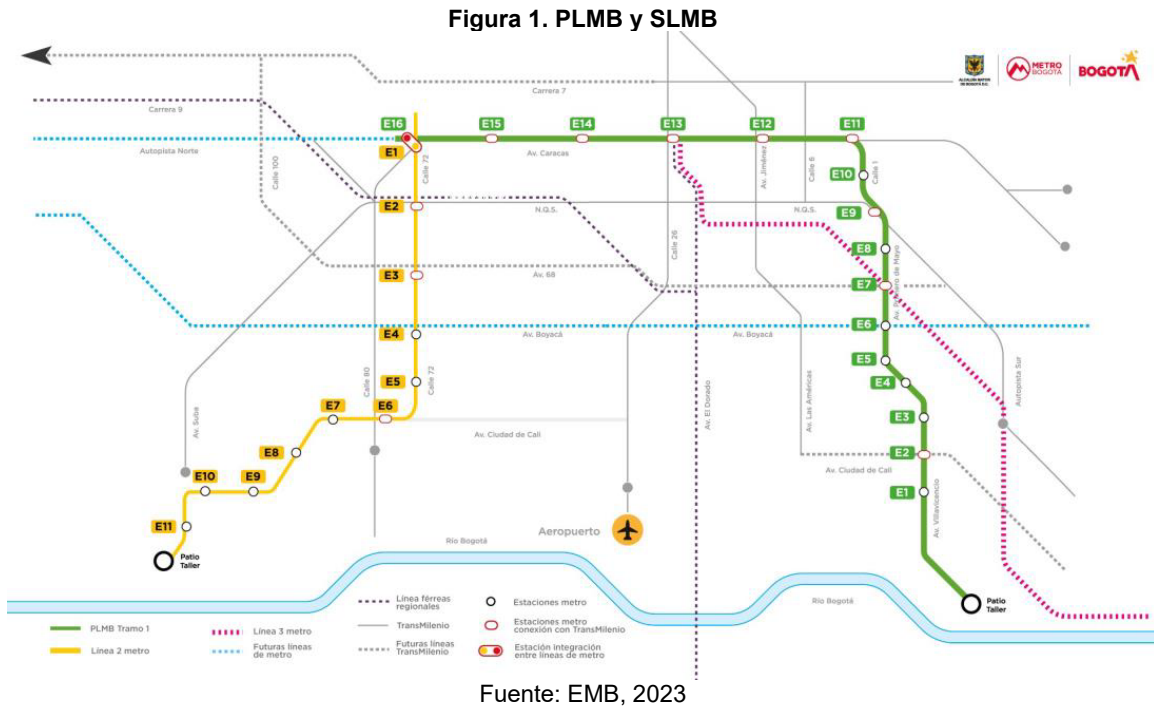 Figura 1. PLMB y SLMB
ALCALDÍA MAYOR
DE BOGOTÁ D.C.
METRO
BOGOTÁ
BOGOTÁ
Carrera 7
Carrera 9
E16
E15
E14
E13
E12
E11
Autopista Norte
E1
Av. Caracas
Calle 100
Calle 72
Av. Jiménez
Calle 6
Calle 1
E10
E2
N.Q.S.
N.Q.S.
E9
Calle 26
E8
E3
Av. 68
E7
Av. Primero de Mayo
E4
Av. Boyacá
Av. Boyacá
E6
E5
Calle 80
Calle 72
E5
E4
E7
E6
E3
Av. Suba
Av. Ciudad de Cali
Av. El Dorado
Av. Las Américas
Autopista Sur
E8
E2
Av. Ciudad de Cali
E10
E9
E1
Av. Villavicencio
E11
Aeropuerto
Río Bogotá
Patio
Taller
Río Bogotá
Patio
Taller
PLMB Tramo 1
Línea 2 metro
Línea 3 metro
Futuras líneas
de metro
Línea férreas
regionales
TransMilenio
Futuras líneas
TransMilenio
Estaciones metro
Estaciones metro
conexión con TransMilenio
Estación integración
entre líneas de metro
Fuente: EMB, 2023